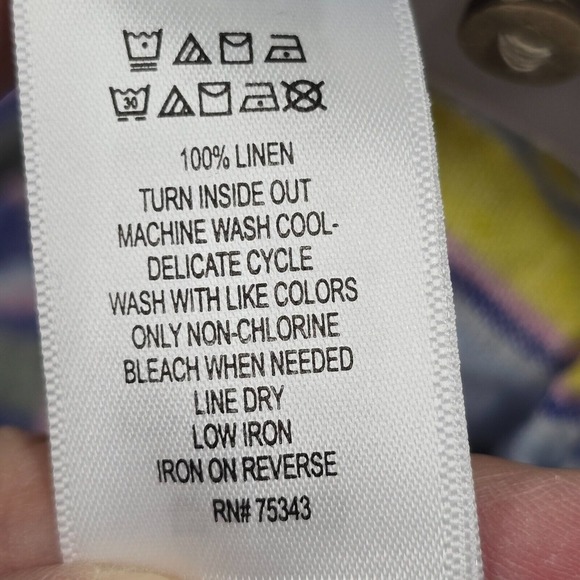 30
100% LINEN
TURN INSIDE OUT
MACHINE WASH COOL-
DELICATE CYCLE
WASH WITH LIKE COLORS
ONLY NON-CHLORINE
BLEACH WHEN NEEDED
LINE DRY
LOW IRON
IRON ON REVERSE
RN# 75343